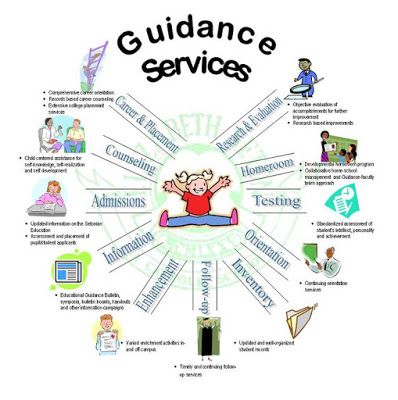 Guidance
Services
Career & Placement
Research & Evaluation
Counseling
Homeroom
Admissions
Testing
Information
Orientation
Enhancement
Follow-up
Inventory
• Comprehensive career orientation
• Records based career counseling
• Extensive college placement
services
• Objective evaluation of
accomplishments for further
improvement
• Research based improvements
• Child centered assistance for
self-knowledge, self-realization
and self development
• Developmental homeroom program
• Collaborative home-school
management and Guidance-faculty
team approach
• Updated information on the Setonian
Education
• Assessment and placement of
pupil/student applicants
• Standardized assessment of
student's intellect, personality
and achievement
• Educational Guidance Bulletin,
symposia, bulletin boards, handouts
and other information campaigns
• Continuing orientation
services
• Varied enrichment activities in-
and off campus
• Updated and well-organized
student records
• Timely and continuing follow-
up services